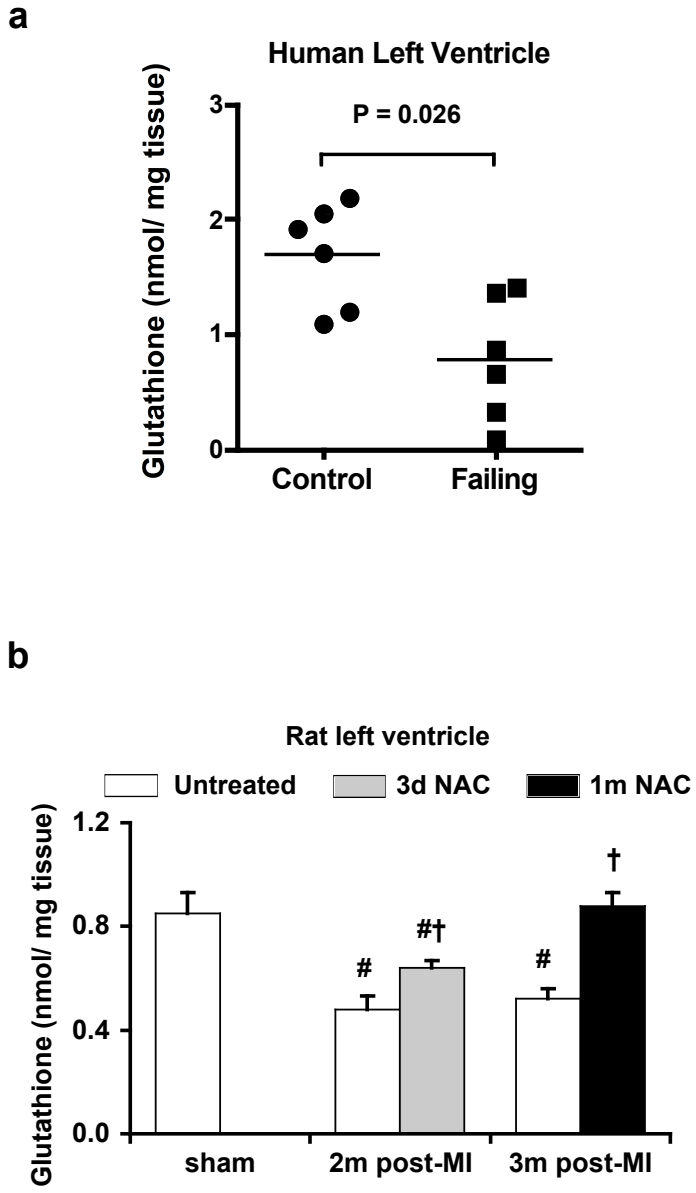 a
Human Left Ventricle
Glutathione (nmol/ mg tissue)
3
2
1
0
P = 0.026
Control Failing
b
Rat left ventricle
Untreated 3d NAC 1m NAC
Glutathione (nmol/ mg tissue)
1.2
0.8
0.4
0.0
# #† # †
sham 2m post-MI 3m post-MI